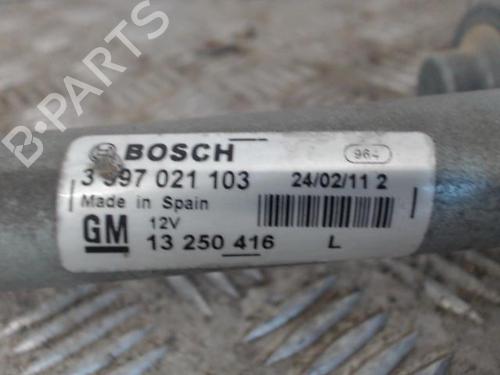 B-PARTS
BOSCH
964
3 397 021 103
24/02/11 2
Made in Spain
12V
GM
13 250 416
L